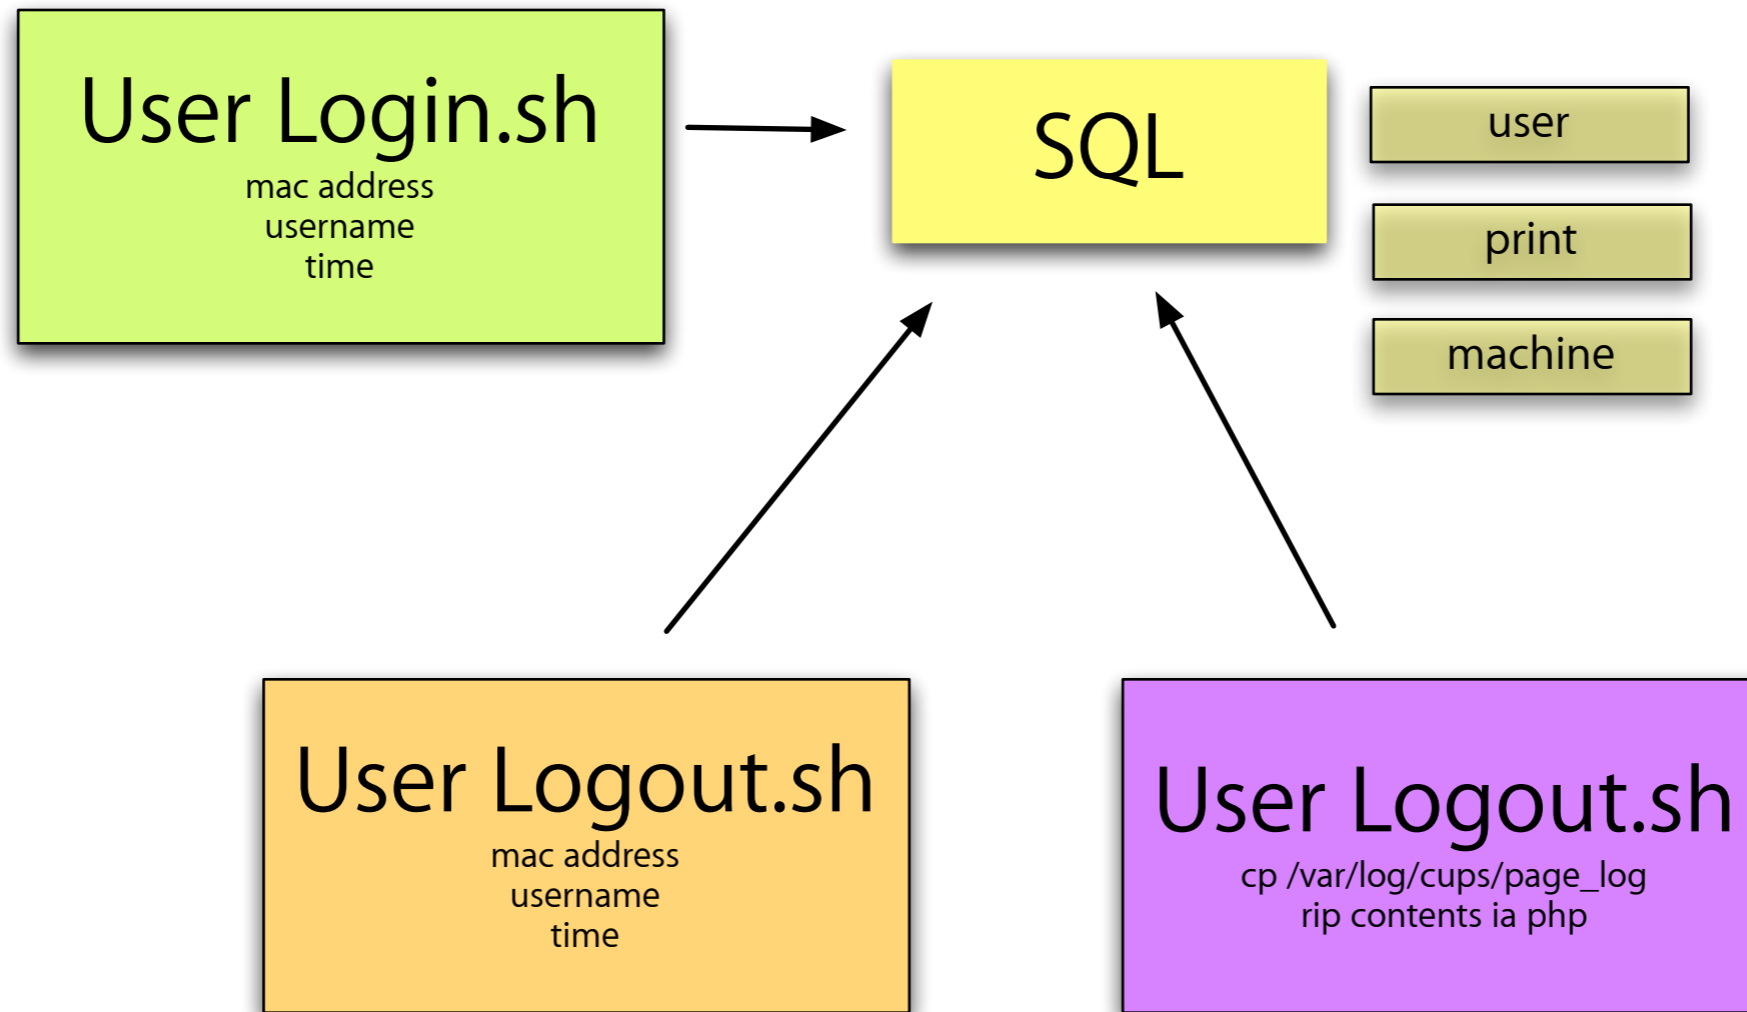 User Login.sh
mac address
username
time
SQL
user
print
machine
User Logout.sh
mac address
username
time
User Logout.sh
cp /var/log/cups/page_log
rip contents ia php